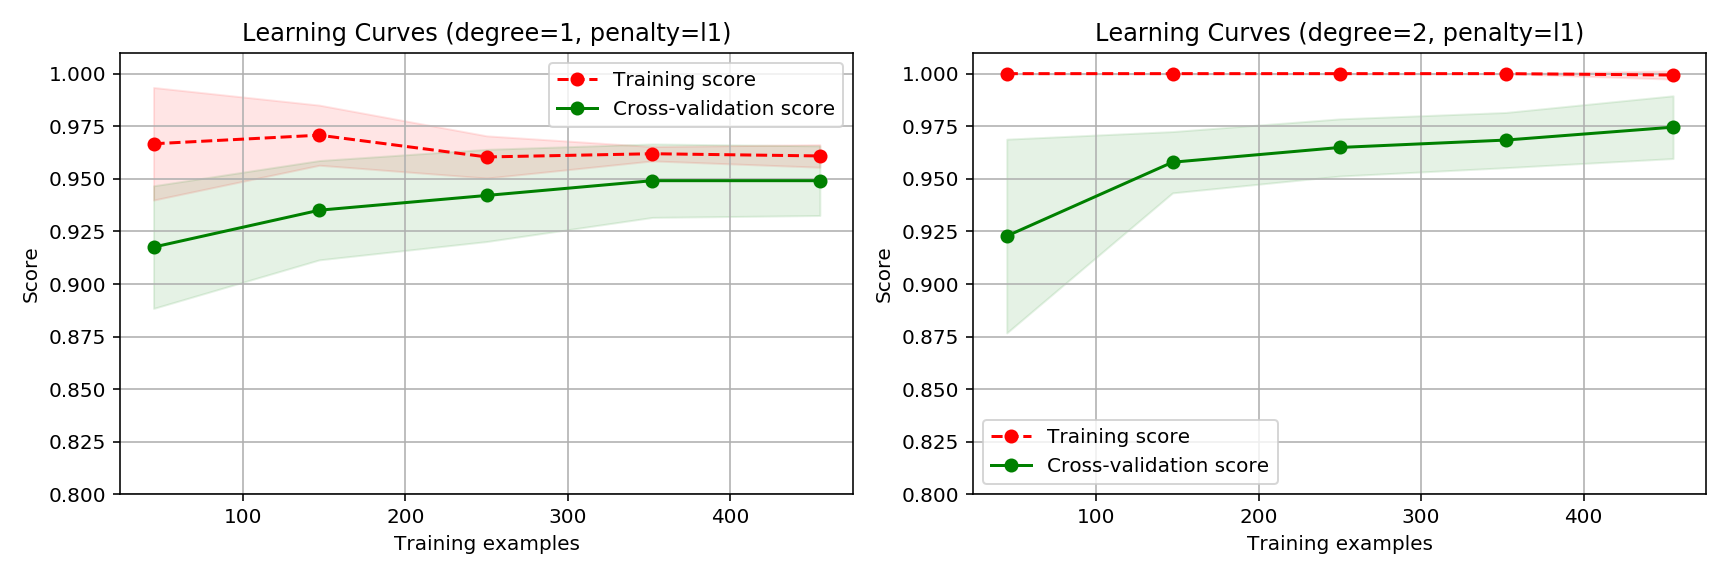 Learning Curves (degree=1, penalty=l1)
1.000
0.975
0.950
0.925
0.900
0.875
0.850
0.825
0.800
Score
100
200
300
400
Training examples
Training score
Cross-validation score
Learning Curves (degree=2, penalty=l1)
1.000
0.975
0.950
0.925
0.900
0.875
0.850
0.825
0.800
Score
100
200
300
400
Training examples
Training score
Cross-validation score